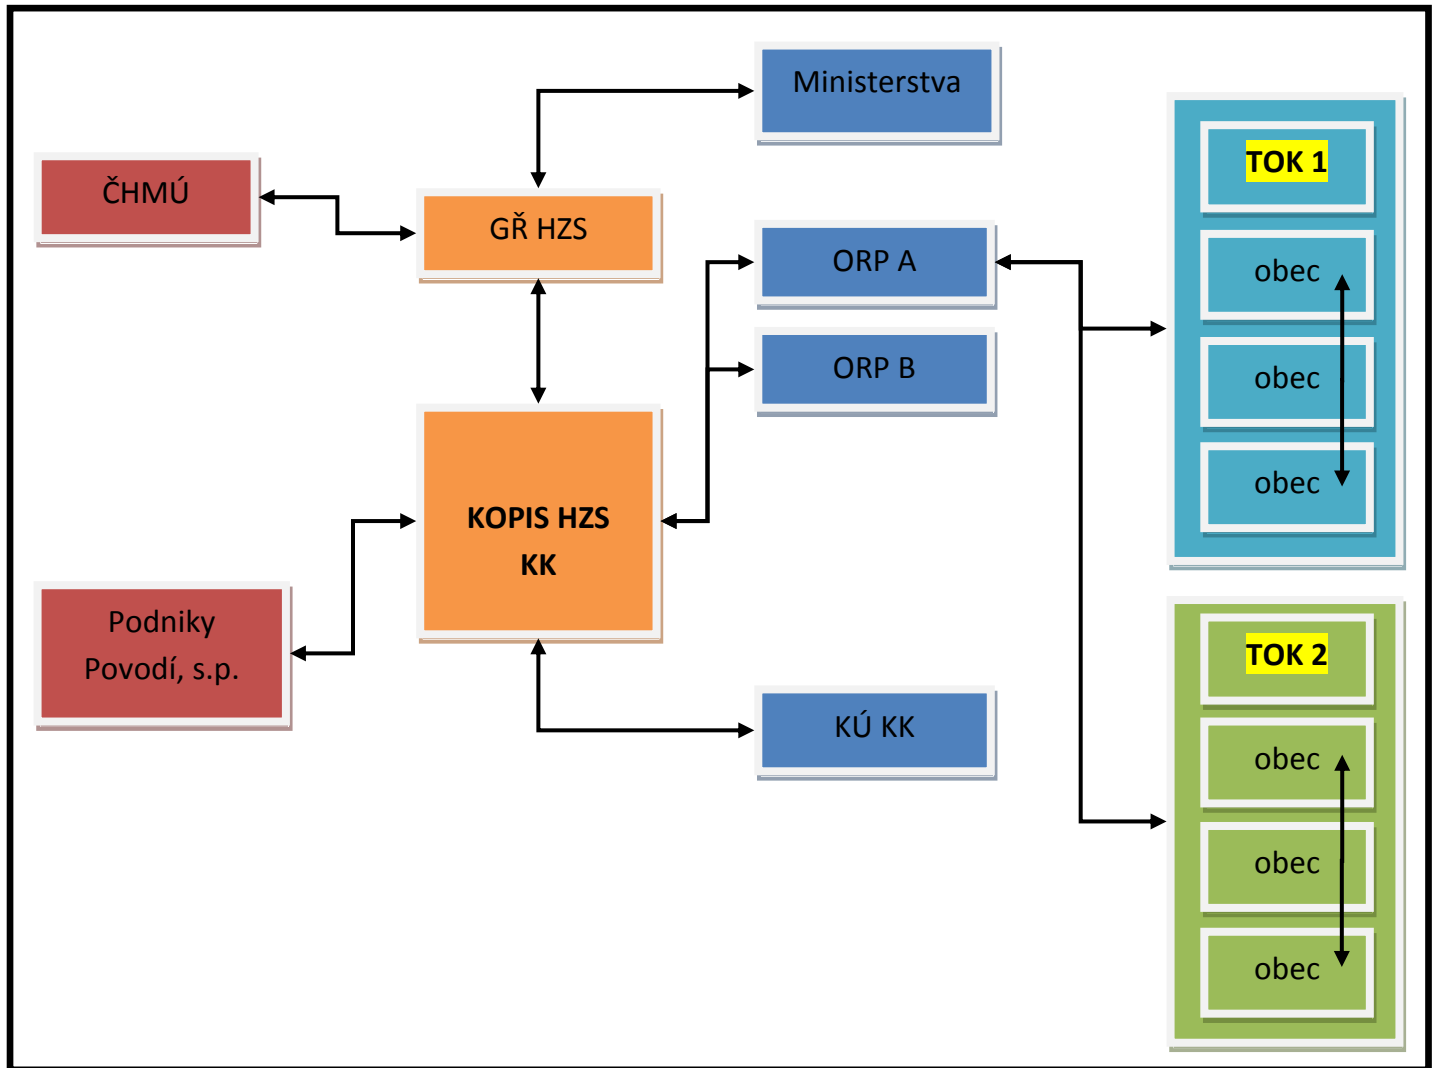 Ministerstva
ČHMÚ
GŘ HZS
ORP A
ORP B
KOPIS HZS
KK
Podniky
Povodí, s.p.
KÚ KK
TOK 1
obec
obec
obec
TOK 2
obec
obec
obec